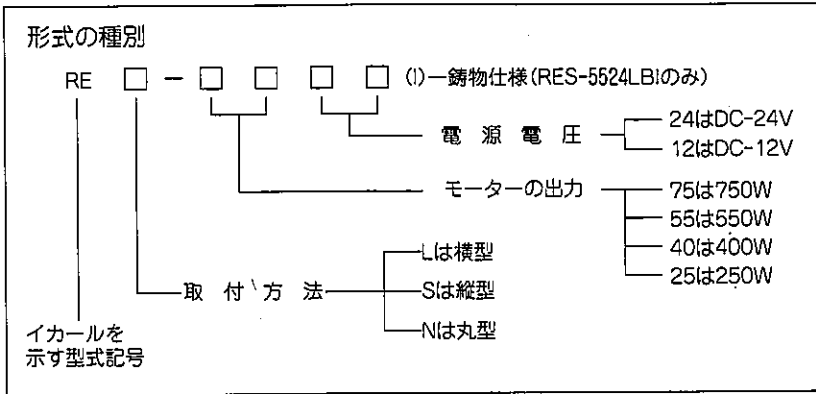 形式の種別
RE □ － □ □ □ □ (I)－鋳物仕様(RES-5524LBIのみ)
電源電圧
24はDC-24V
12はDC-12V
モーターの出力
75は750W
55は550W
40は400W
25は250W
取付方法
Lは横型
Sは縦型
Nは丸型
イカールを
示す型式記号